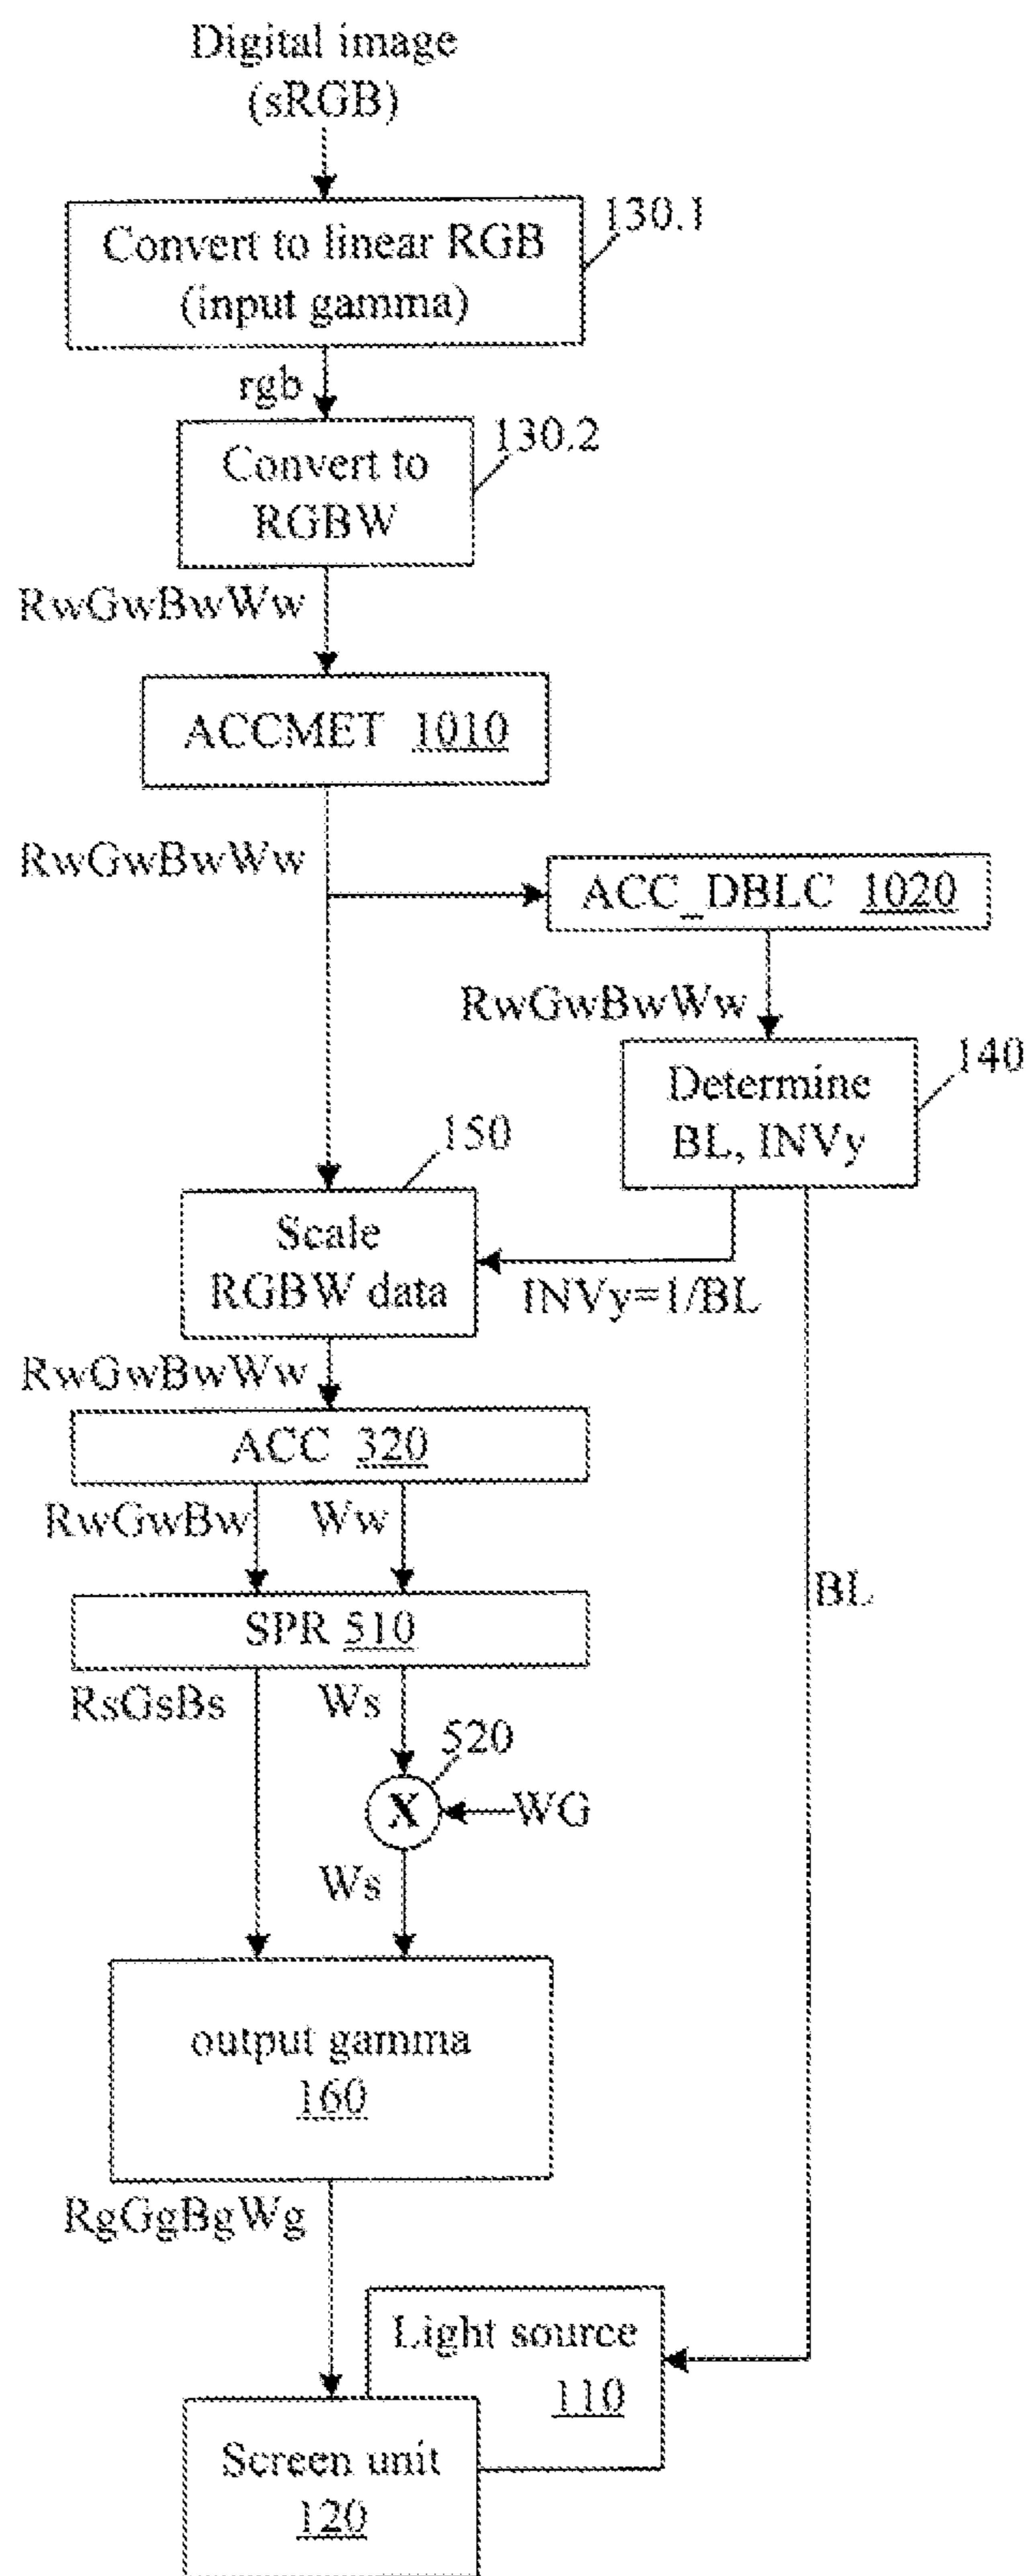 Digital image
(sRGB)
130.1
Convert to linear RGB
(input gamma)
rgb
130.2
Convert to
RGBW
RwGwBwWw
ACCMET 1010
RwGwBwWw
ACC_DBLC 1020
RwGwBwWw
140
Determine
BL, INVy
150
Scale
RGBW data
INVy=1/BL
RwGwBwWw
ACC 320
RwGwBw
Ww
BL
SPR 510
RsGsBs
Ws
520
X
WG
Ws
output gamma
160
RgGgBgWg
Light source
110
Screen unit
120